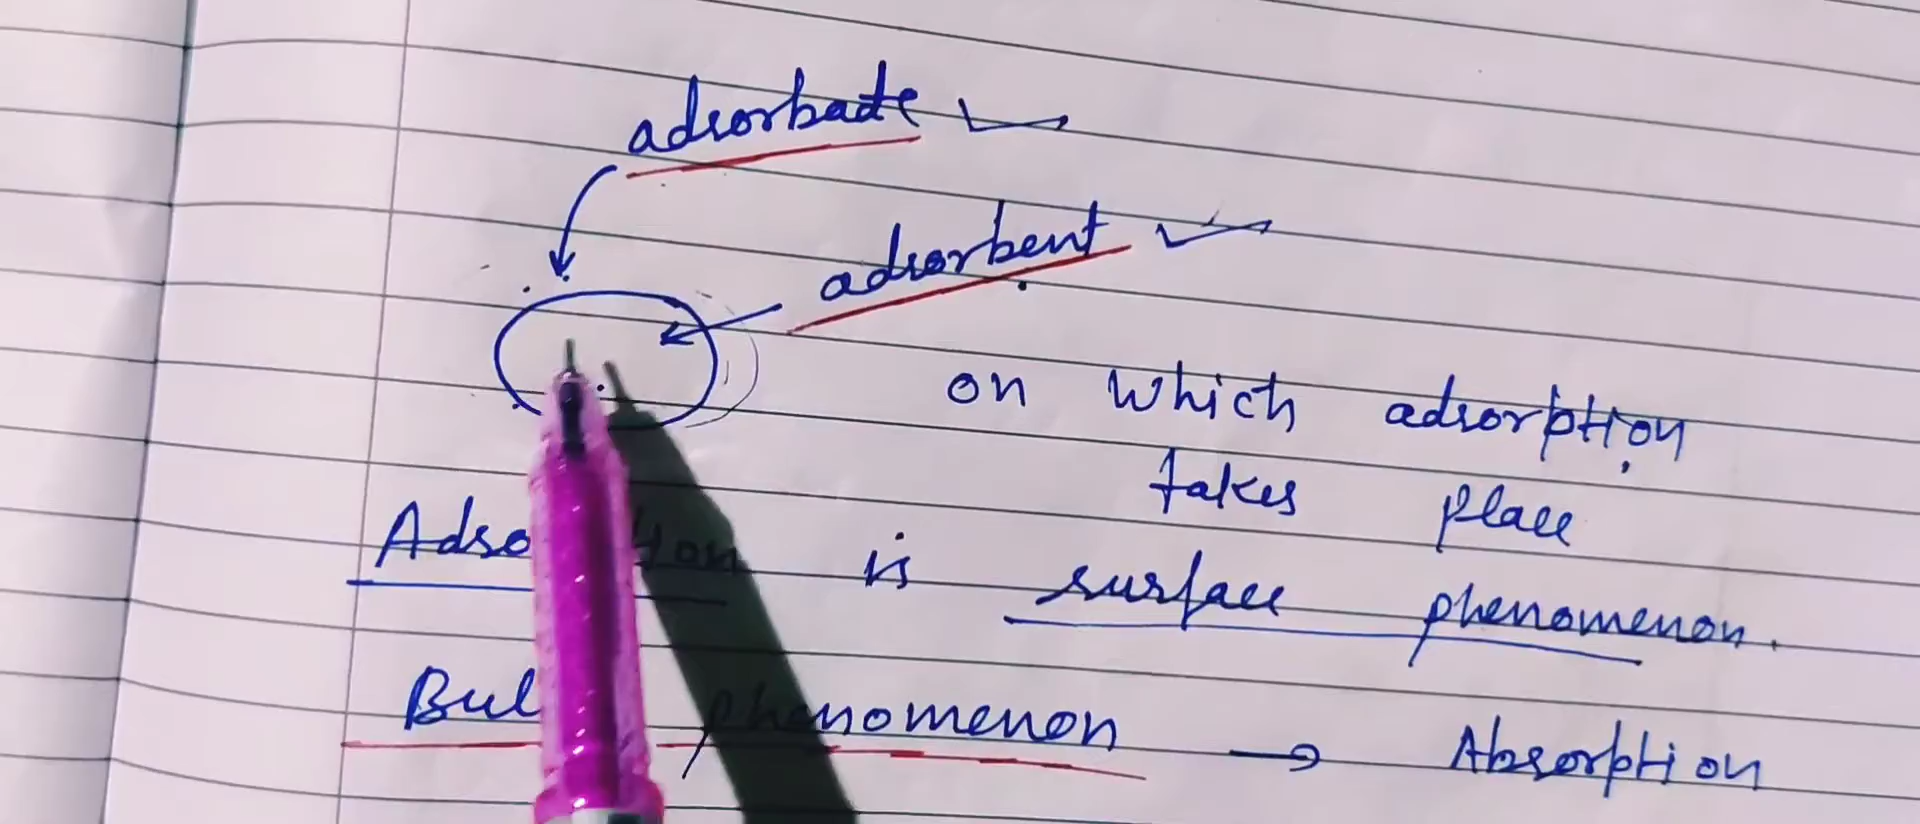 adsorbate
adsorbent
on which adsorption
takes place
is surface phenomenon.
phenomenon → Absorption